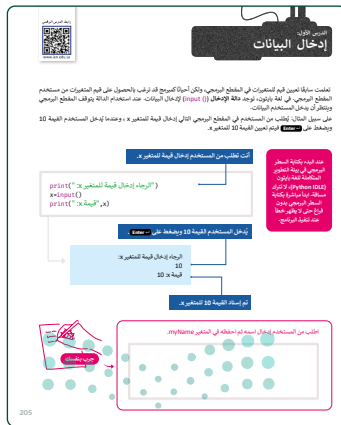 رابط الدرس الرقمي
www.ien.edu.sa
الدرس الأول:
إدخال البيانات
تعلمت سابقًا تعيين قيم للمتغيرات في المقطع البرمجي، ولكن أحيانًا كمبرمج قد ترغب بالحصول على قيم المتغيرات من مستخدم
المقطع البرمجي. في لغة بايثون، توجد دالة الإدخال (() input) لإدخال البيانات. عند استخدام الدالة يتوقف المقطع البرمجي
وينتظر أن يدخل المستخدم البيانات.
على سبيل المثال: يُطلب من المستخدم في المقطع البرمجي التالي إدخال قيمة للمتغير x ، وعندما يُدخل المستخدم القيمة 10
ويضغط على Enter فيتم تعيين القيمة 10 للمتغير x.
أنت تطلب من المستخدم إدخال قيمة للمتغير x.
print("الرجاء إدخال قيمة للمتغير x: ")
x=input()
print("قيمة x: ",x)
عند البدء بكتابة السطر
البرمجي في بيئة التطوير
المتكاملة للغة بايثون
(Python IDLE)، لا تترك
مسافة. ابدأ مباشرة بكتابة
السطر البرمجي بدون
فراغ حتى لا يظهر خطأ
عند تنفيذ البرنامج.
يُدخل المستخدم القيمة 10 ويضغط على Enter .
الرجاء إدخال قيمة للمتغير x:
10
قيمة x: 10
تم إسناد القيمة 10 للمتغير x.
اطلب من المستخدم إدخال اسمه ثم احفظه في المتغير myName.
جرب بنفسك
205